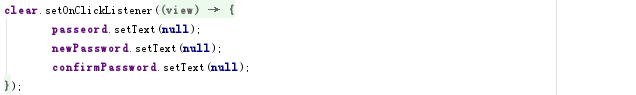 clear.setOnClickListener((view) → {
passeord.setText(null);
newPassword.setText(null);
confirmPassword.setText(null);
});